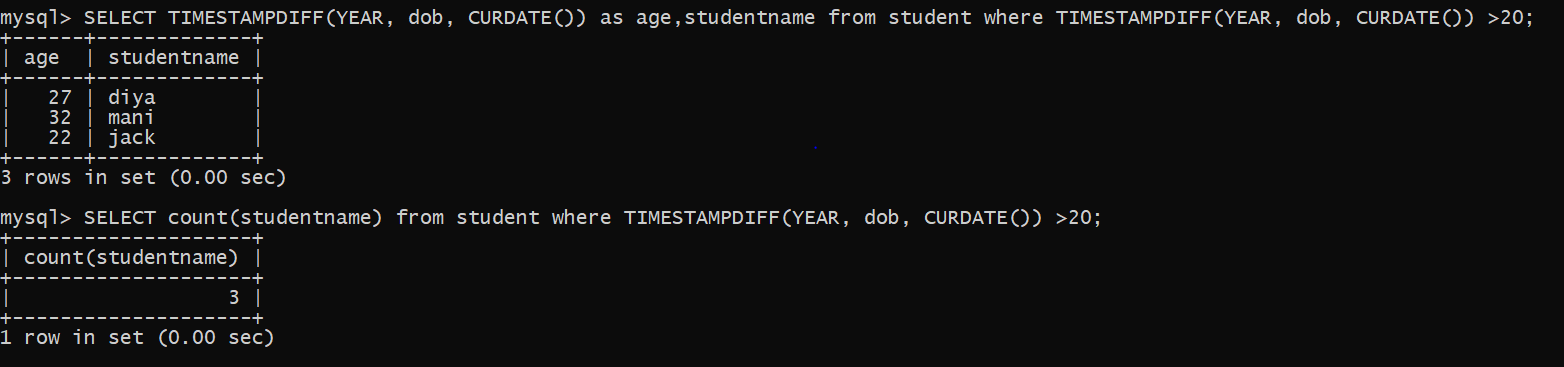 mysql> SELECT TIMESTAMPDIFF(YEAR, dob, CURDATE()) as age,studentname from student where TIMESTAMPDIFF(YEAR, dob, CURDATE()) >20;
+------+-------------+
| age  | studentname |
+------+-------------+
|   27 | diya        |
|   32 | mani        |
|   22 | jack        |
+------+-------------+
3 rows in set (0.00 sec)

mysql> SELECT count(studentname) from student where TIMESTAMPDIFF(YEAR, dob, CURDATE()) >20;
+--------------------+
| count(studentname) |
+--------------------+
|                  3 |
+--------------------+
1 row in set (0.00 sec)